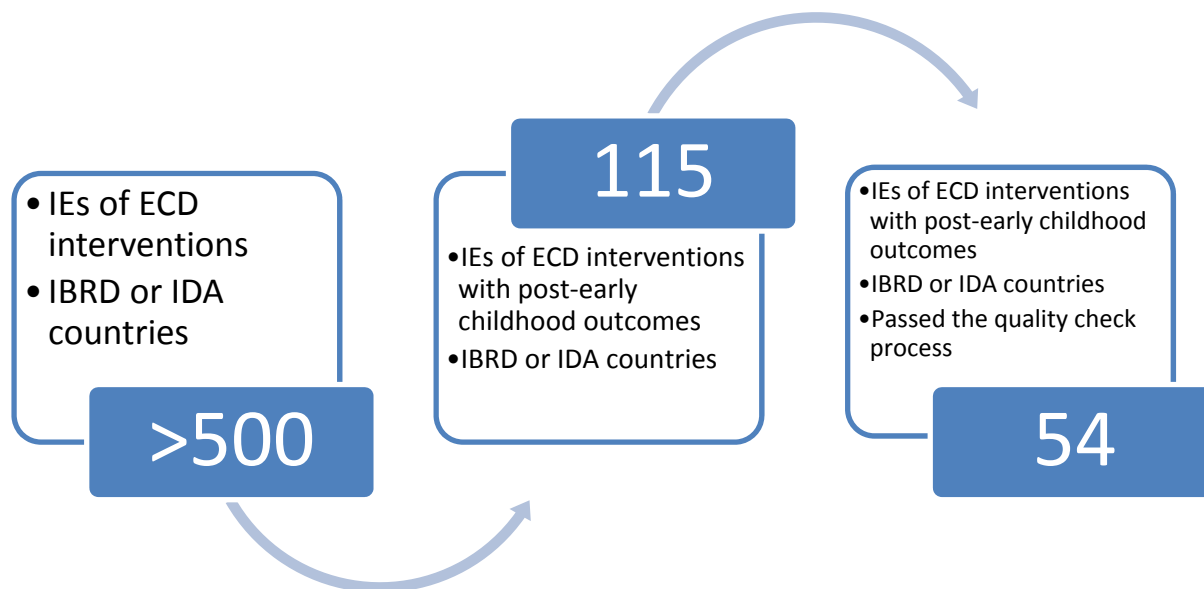 • IEs of ECD
interventions
• IBRD or IDA
countries
>500
115
•IEs of ECD interventions
with post-early
childhood outcomes
•IBRD or IDA countries
•IEs of ECD interventions
with post-early childhood
outcomes
•IBRD or IDA countries
•Passed the quality check
process
54